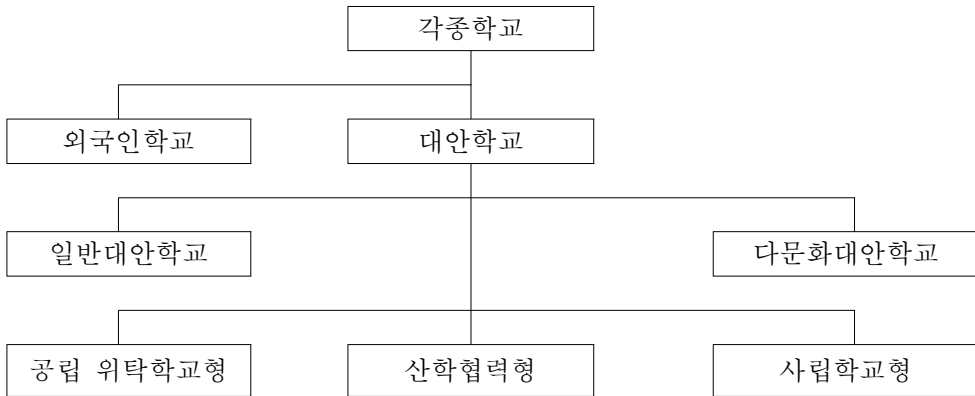 각종학교
외국인학교
대안학교
일반대안학교
다문화대안학교
공립 위탁학교형
산학협력형
사립학교형